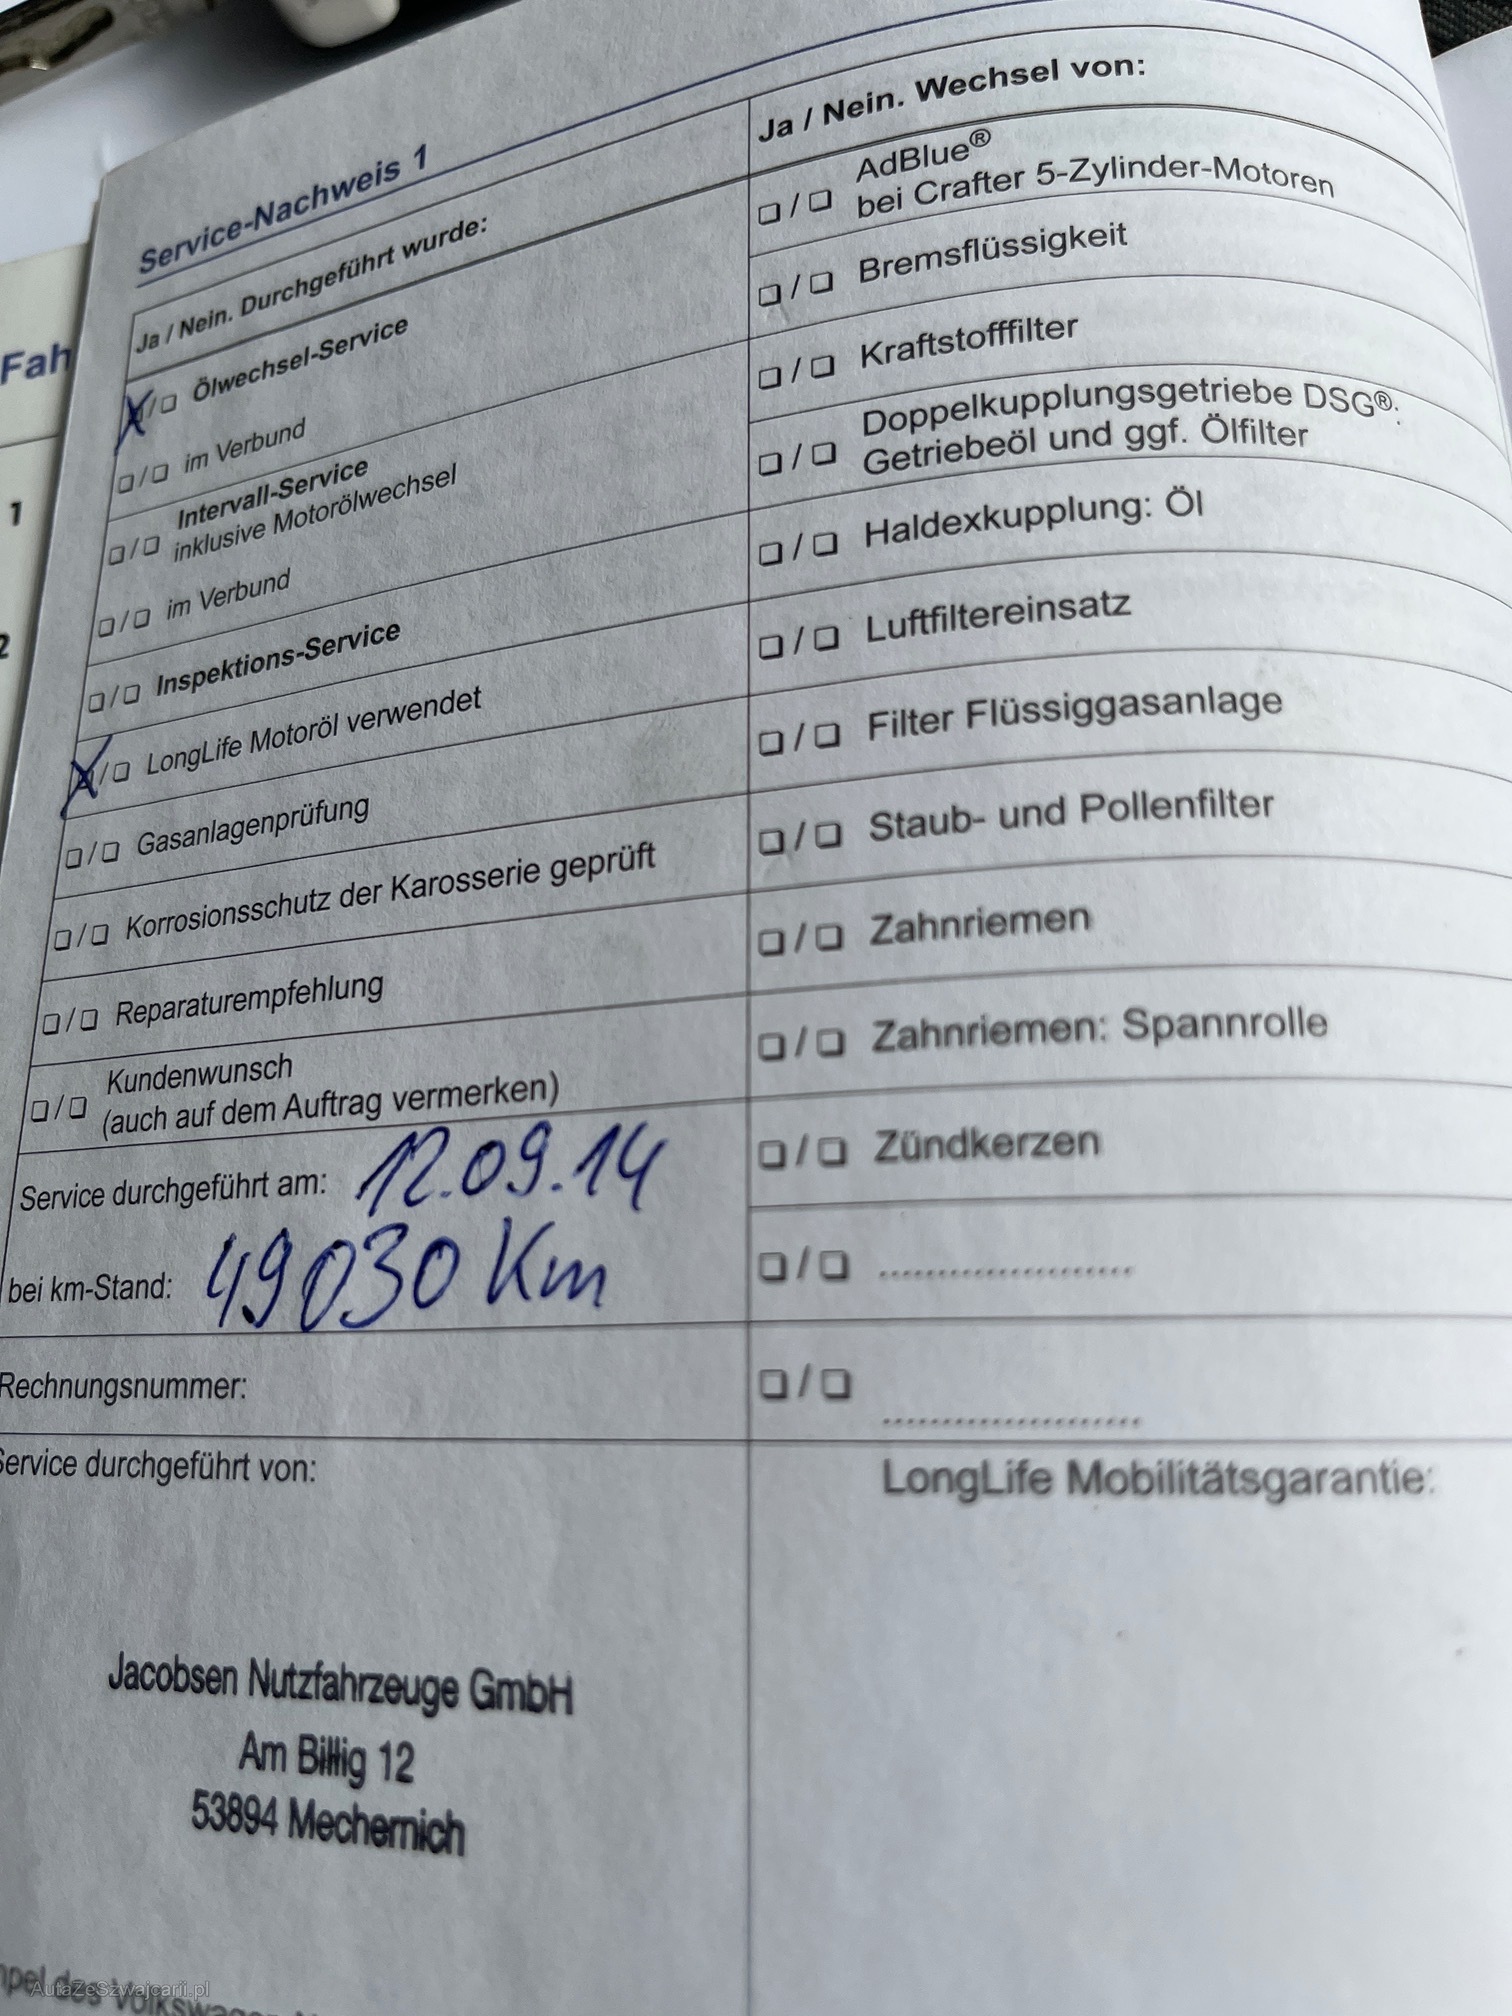 Fah
1
2
Service-Nachweis 1
Ja / Nein. Durchgeführt wurde:
❏/❏ Ölwechsel-Service
❏/❏ im Verbund
Intervall-Service
❏/❏ inklusive Motorölwechsel
❏/❏ im Verbund
❏/❏ Inspektions-Service
❏/❏ LongLife Motoröl verwendet
❏/❏ Gasanlagenprüfung
❏/❏ Korrosionsschutz der Karosserie geprüft
❏/❏ Reparaturempfehlung
Kundenwunsch
❏/❏ (auch auf dem Auftrag vermerken)
Service durchgeführt am: 12.09.14
bei km-Stand: 49030 Km
Rechnungsnummer:
Service durchgeführt von:
Jacobsen Nutzfahrzeuge GmbH
Am Billig 12
53894 Mechernich
Ja / Nein. Wechsel von:
AdBlue®
❏/❏ bei Crafter 5-Zylinder-Motoren
❏/❏ Bremsflüssigkeit
❏/❏ Kraftstofffilter
Doppelkupplungsgetriebe DSG®:
❏/❏ Getriebeöl und ggf. Ölfilter
❏/❏ Haldexkupplung: Öl
❏/❏ Luftfiltereinsatz
❏/❏ Filter Flüssiggasanlage
❏/❏ Staub- und Pollenfilter
❏/❏ Zahnriemen
❏/❏ Zahnriemen: Spannrolle
❏/❏ Zündkerzen
❏/❏ ......................
❏/❏ ......................
LongLife Mobilitätsgarantie:
des
AutaZeSzwajcarii.pl